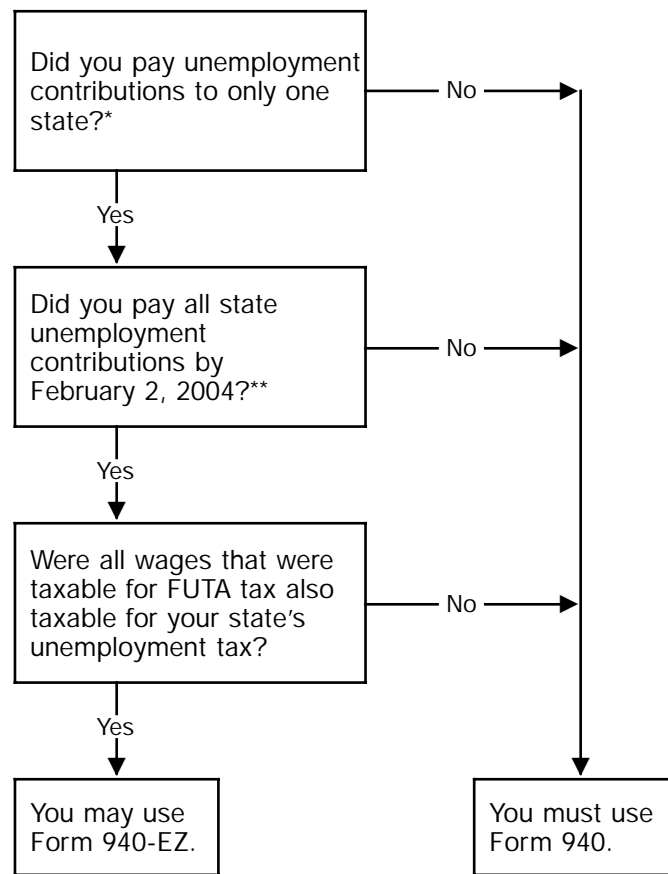 Did you pay unemployment
contributions to only one
state?*
No
Yes
Did you pay all state
unemployment
contributions by
February 2, 2004?**
No
Yes
Were all wages that were
taxable for FUTA tax also
taxable for your state's
unemployment tax?
No
Yes
You may use
Form 940-EZ.
You must use
Form 940.